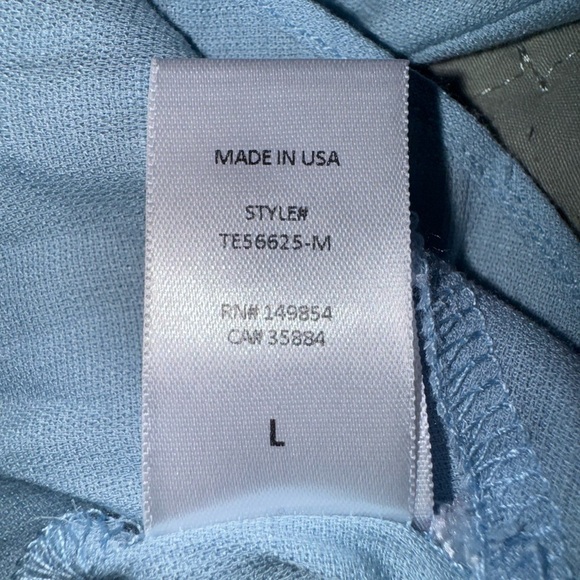 MADE IN USA
STYLE#
TE56625-M
RN# 149854
CA# 35884
L